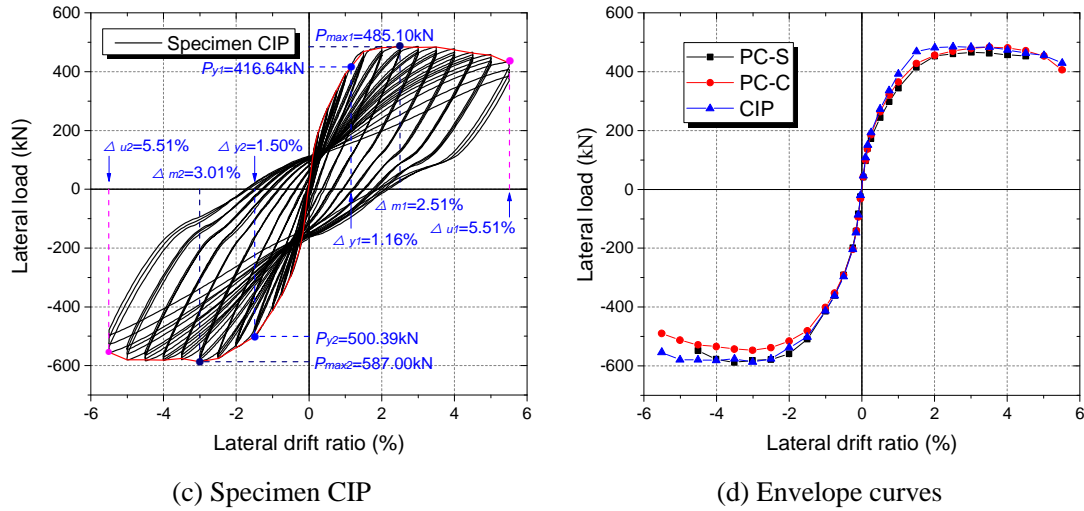 600
400
200
0
-200
-400
-600
Lateral load (kN)
-6 -4 -2 0 2 4 6
Lateral drift ratio (%)
Specimen CIP
Pmax1=485.10kN
Py1=416.64kN
△ u2=5.51%
△ y2=1.50%
△ m2=3.01%
△ m1=2.51%
△ u1=5.51%
△ y1=1.16%
Py2=500.39kN
Pmax2=587.00kN
(c) Specimen CIP
600
400
200
0
-200
-400
-600
Lateral load (kN)
-6 -4 -2 0 2 4 6
Lateral drift ratio (%)
PC-S
PC-C
CIP
(d) Envelope curves